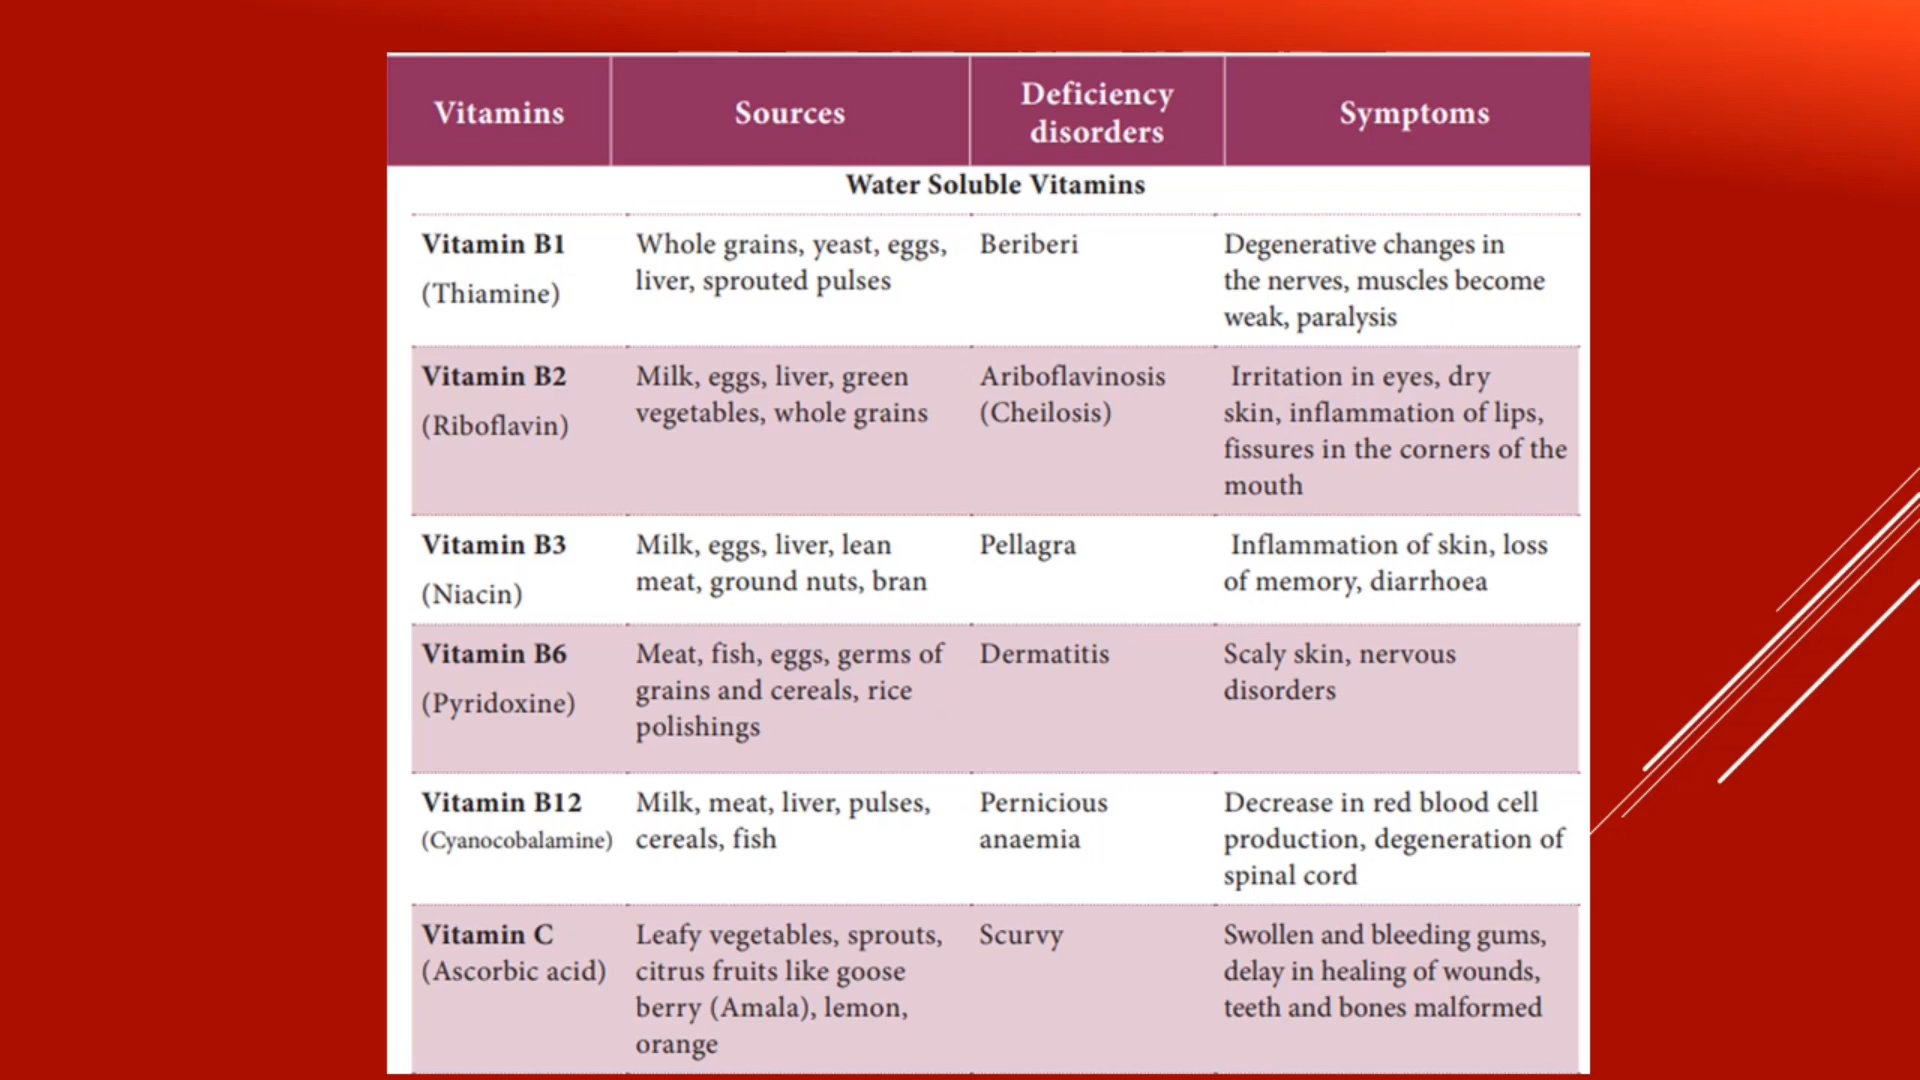 Vitamins Sources Deficiency disorders Symptoms
Water Soluble Vitamins
Vitamin B1
(Thiamine)
Whole grains, yeast, eggs,
liver, sprouted pulses
Beriberi
Degenerative changes in
the nerves, muscles become
weak, paralysis
Vitamin B2
(Riboflavin)
Milk, eggs, liver, green
vegetables, whole grains
Ariboflavinosis
(Cheilosis)
Irritation in eyes, dry
skin, inflammation of lips,
fissures in the corners of the
mouth
Vitamin B3
(Niacin)
Milk, eggs, liver, lean
meat, ground nuts, bran
Pellagra
Inflammation of skin, loss
of memory, diarrhoea
Vitamin B6
(Pyridoxine)
Meat, fish, eggs, germs of
grains and cereals, rice
polishings
Dermatitis
Scaly skin, nervous
disorders
Vitamin B12
(Cyanocobalamine)
Milk, meat, liver, pulses,
cereals, fish
Pernicious
anaemia
Decrease in red blood cell
production, degeneration of
spinal cord
Vitamin C
(Ascorbic acid)
Leafy vegetables, sprouts,
citrus fruits like goose
berry (Amala), lemon,
orange
Scurvy
Swollen and bleeding gums,
delay in healing of wounds,
teeth and bones malformed